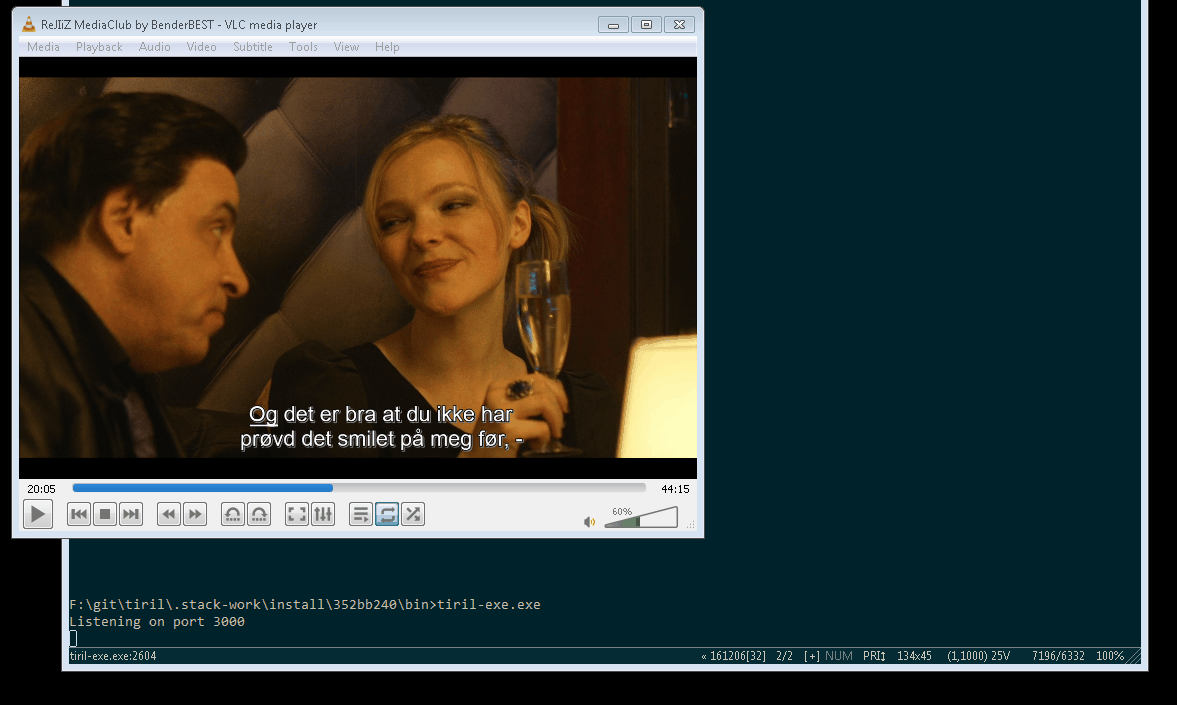 ReJIiZ MediaClub by BenderBEST - VLC media player
Media Playback Audio Video Subtitle Tools View Help
Og det er bra at du ikke har
prøvd det smilet på meg før, -
20:05 44:15
60%
F:\git\tiril\.stack-work\install\352bb240\bin>tiril-exe.exe
Listening on port 3000
tiril-exe.exe:2604 « 161206[32] 2/2 [+] NUM PRI↕ 134x45 (1,1000) 25V 7196/6332 100%